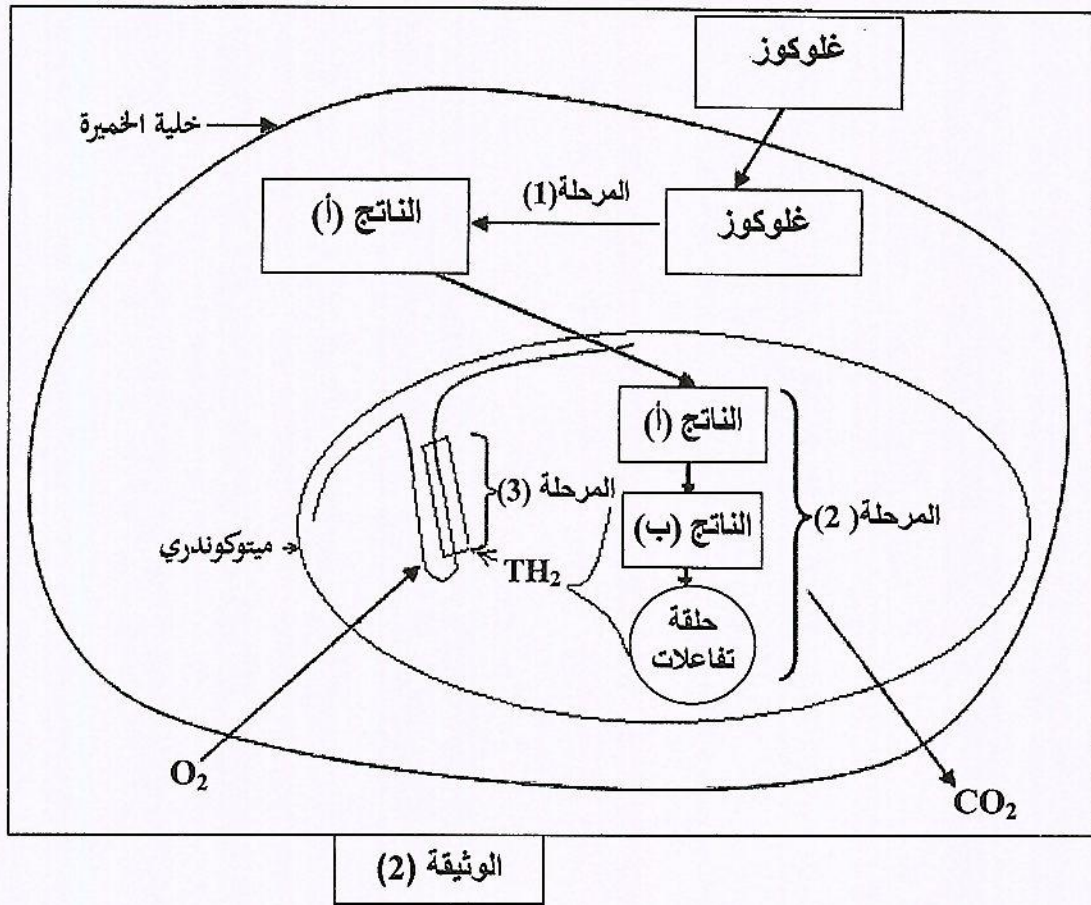 غلوكوز
خلية الخميرة
غلوكوز
المرحلة(1)
الناتج (أ)
الناتج (أ)
الناتج (ب)
حلقة
تفاعلات
المرحلة( 2)
المرحلة (3)
TH₂
ميتوكوندري
O₂
CO₂
الوثيقة (2)